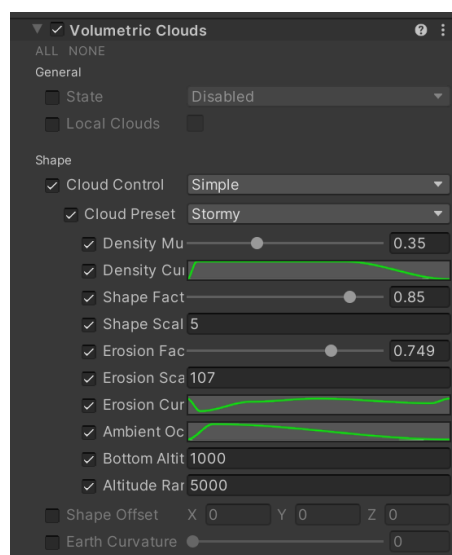 Volumetric Clouds
ALL NONE
General
State Disabled
Local Clouds
Shape
Cloud Control Simple
Cloud Preset Stormy
Density Mu 0.35
Density Cur
Shape Fact 0.85
Shape Scal 5
Erosion Fac 0.749
Erosion Sca 107
Erosion Cur
Ambient Oc
Bottom Altit 1000
Altitude Rar 5000
Shape Offset X 0 Y 0 Z 0
Earth Curvature 0